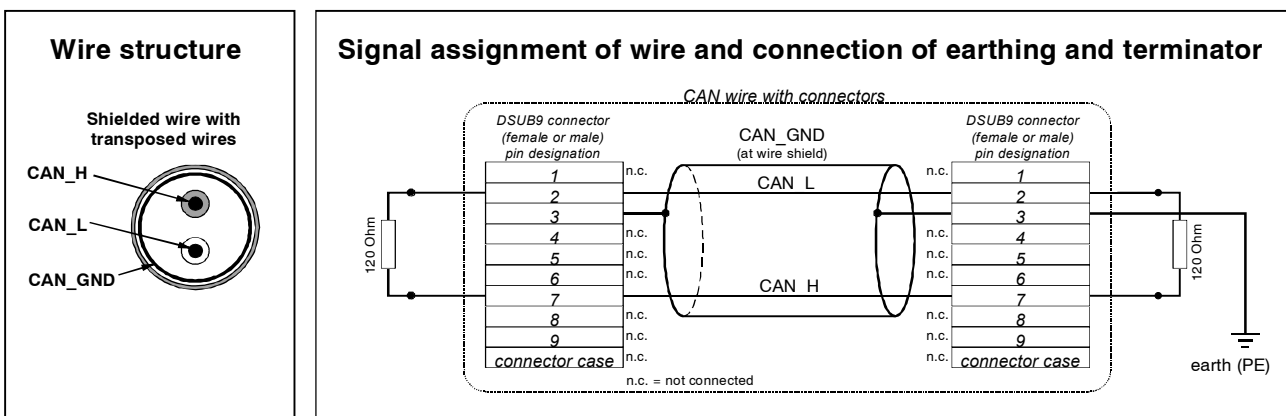 Wire structure
Shielded wire with
transposed wires
CAN_H
CAN_L
CAN_GND
Signal assignment of wire and connection of earthing and terminator
CAN wire with connectors
DSUB9 connector
(female or male)
pin designation
CAN_GND
(at wire shield)
DSUB9 connector
(female or male)
pin designation
1 n.c.
2
3
4 n.c.
5 n.c.
6 n.c.
7
8 n.c.
9 n.c.
connector case n.c.
120 Ohm
CAN_L
CAN_H
n.c. 1
2
3
n.c. 4
n.c. 5
n.c. 6
7
n.c. 8
n.c. 9
n.c. connector case
120 Ohm
earth (PE)
n.c. = not connected